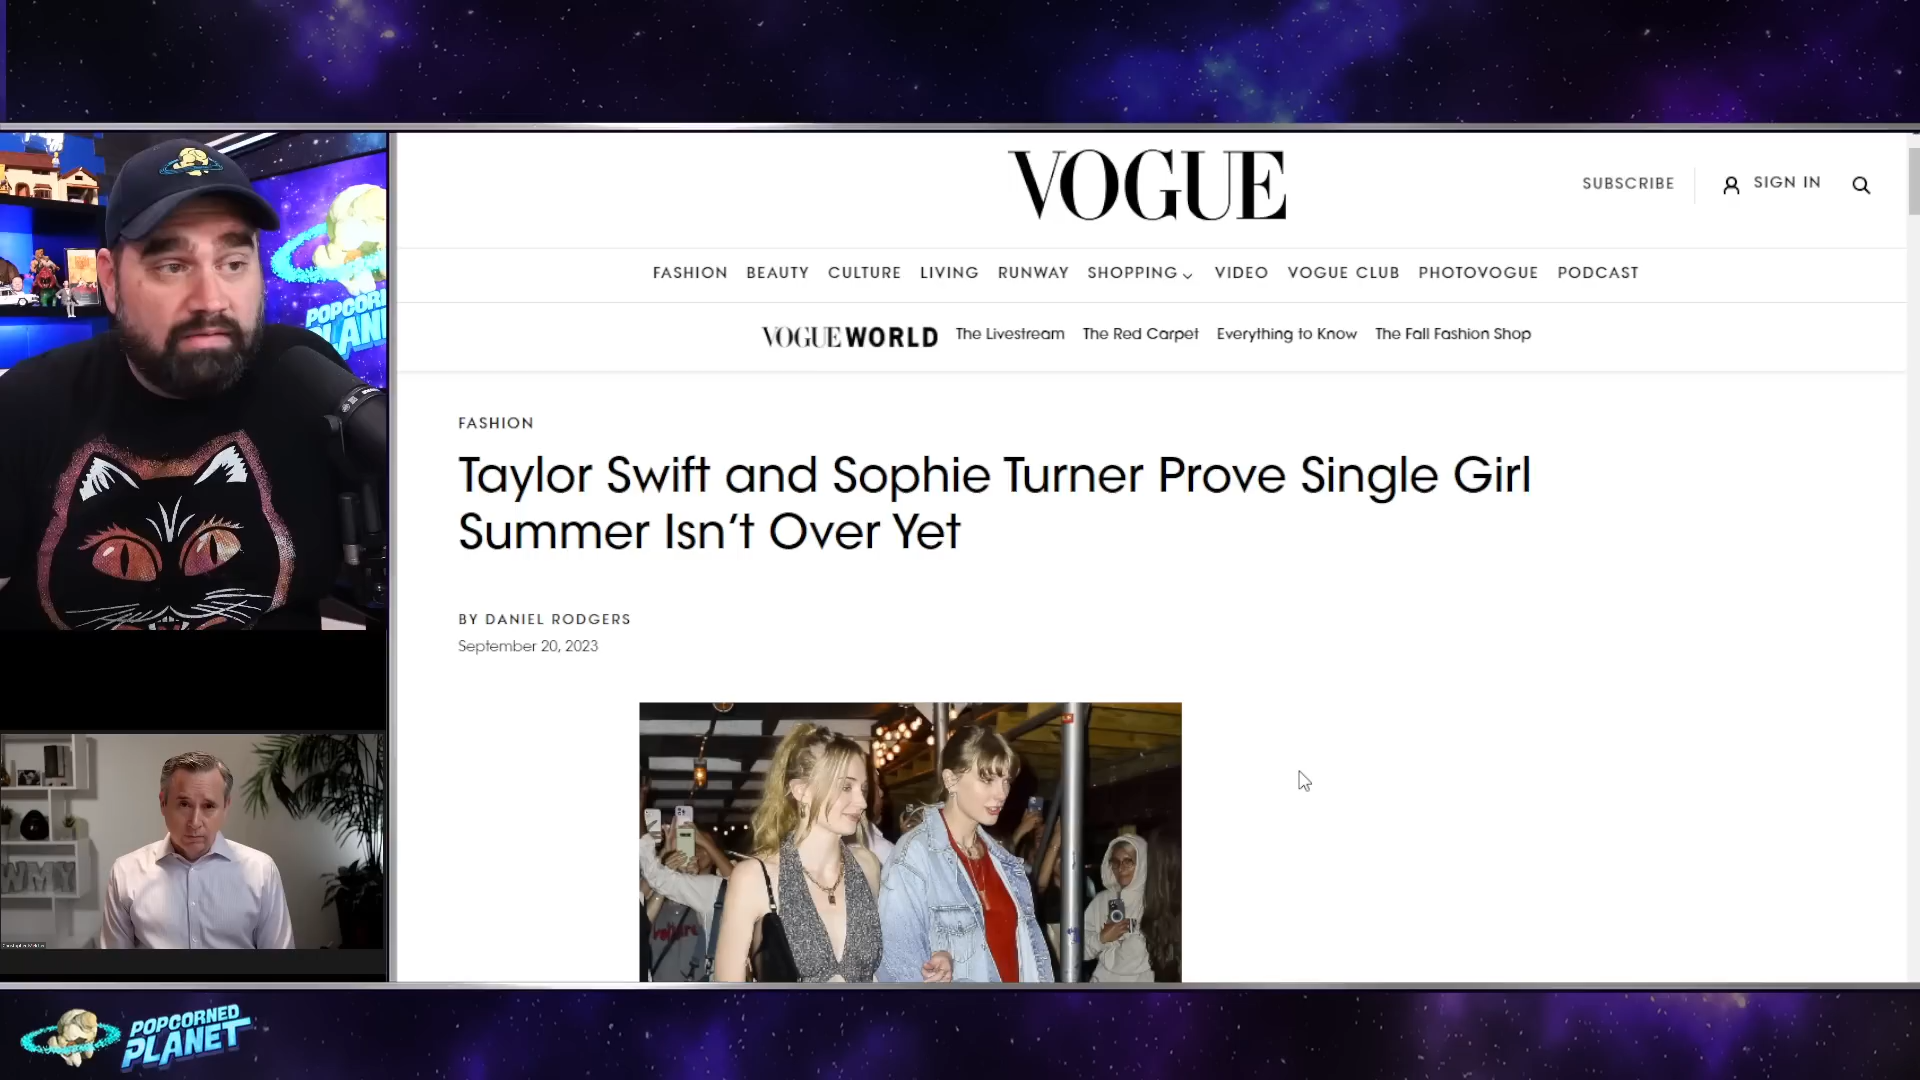 VOGUE
SUBSCRIBE
SIGN IN
FASHION BEAUTY CULTURE LIVING RUNWAY SHOPPING VIDEO VOGUE CLUB PHOTOVOGUE PODCAST
VOGUE WORLD The Livestream The Red Carpet Everything to Know The Fall Fashion Shop
FASHION
Taylor Swift and Sophie Turner Prove Single Girl
Summer Isn't Over Yet
BY DANIEL RODGERS
September 20, 2023
POPCORNED
PLANET